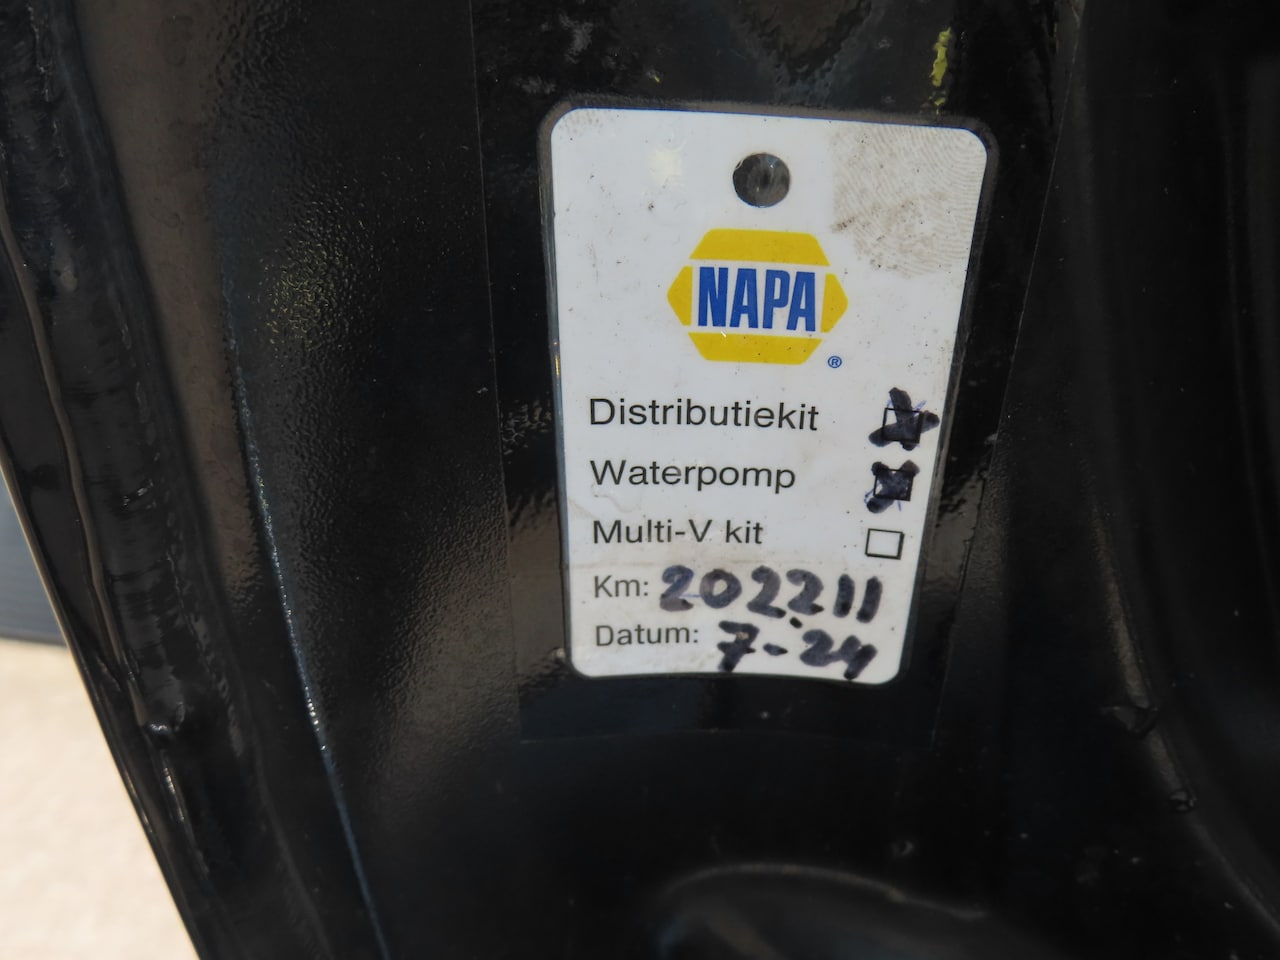 NAPA
®
Distributiekit
Waterpomp
Multi-V kit
Km: 202211
Datum: 7-24